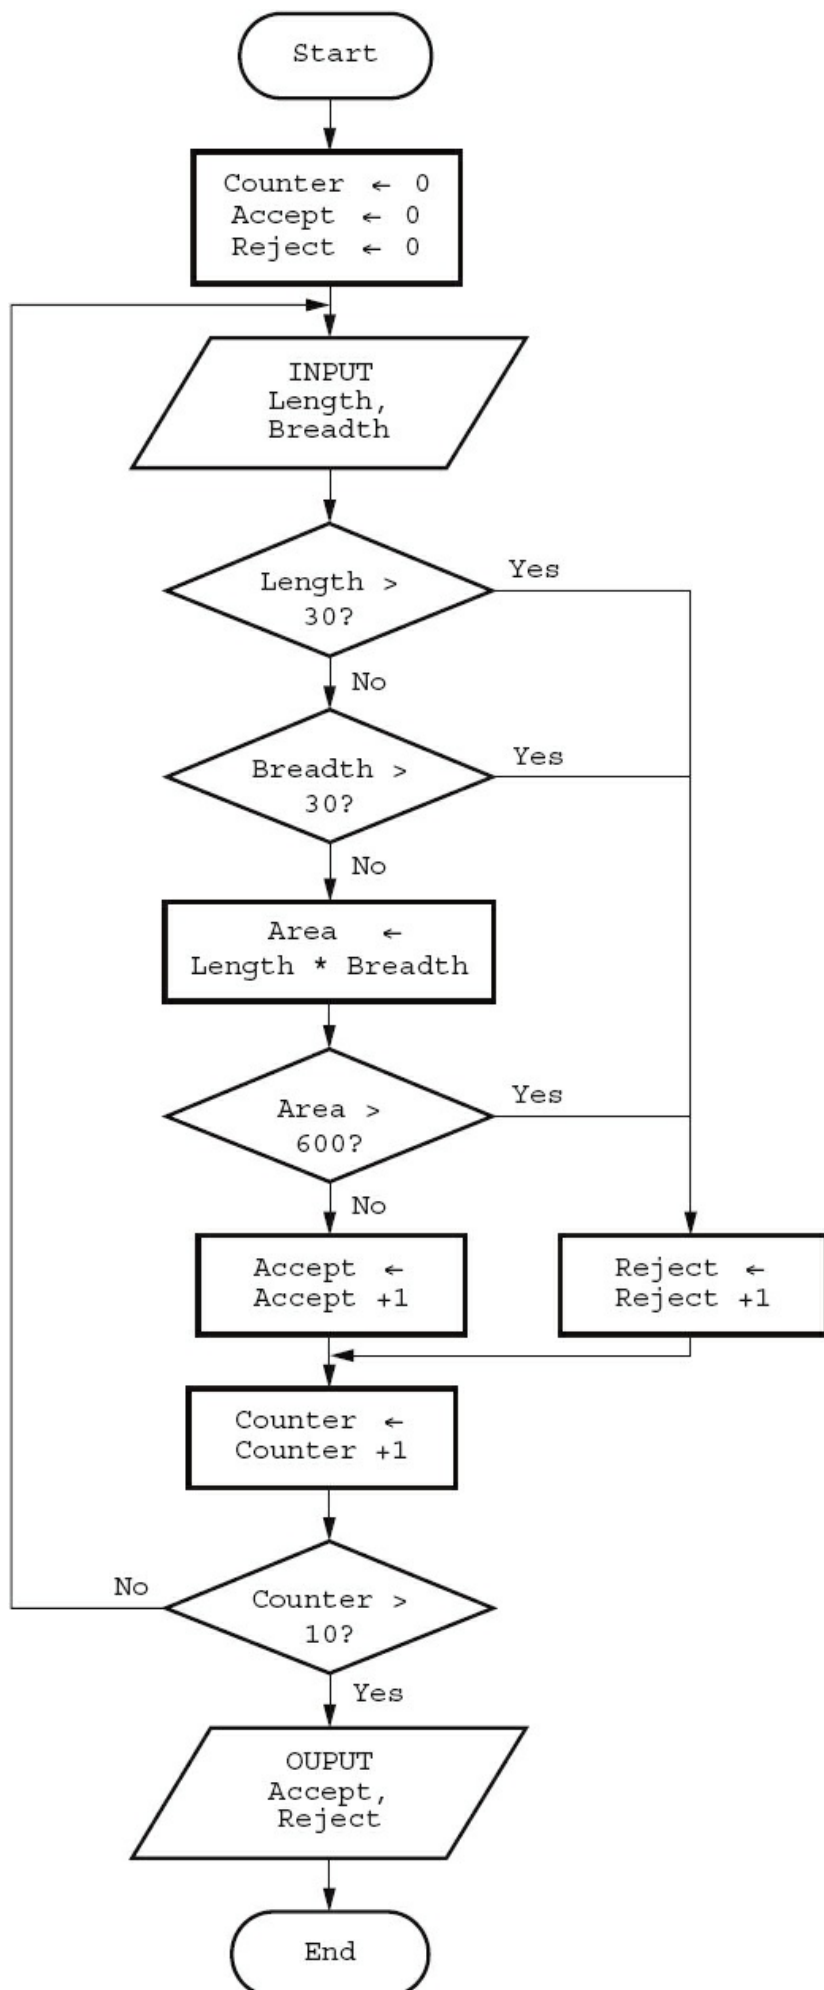 Start
Counter ← 0
Accept ← 0
Reject ← 0
INPUT
Length,
Breadth
Length >
30?
Yes
No
Breadth >
30?
Yes
No
Area ←
Length * Breadth
Area >
600?
Yes
No
Accept ←
Accept +1
Reject ←
Reject +1
Counter ←
Counter +1
Counter >
10?
No
Yes
OUPUT
Accept,
Reject
End